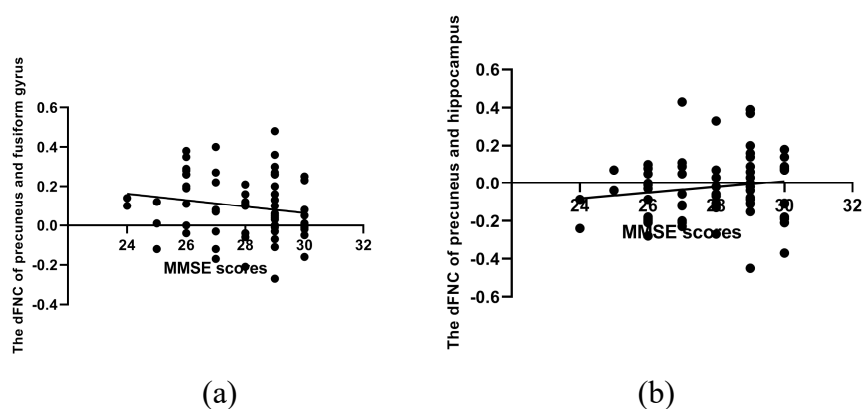 The dFNC of precuneus and fusiform gyrus
0.6
0.4
0.2
0.0
-0.2
-0.4
24 26 28 30 32
MMSE scores
(a)
The dFNC of precuneus and hippocampus
0.6
0.4
0.2
0.0
-0.2
-0.4
-0.6
24 26 28 30 32
MMSE scores
(b)